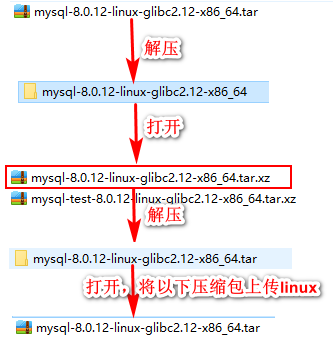 mysql-8.0.12-linux-glibc2.12-x86_64.tar
解压
mysql-8.0.12-linux-glibc2.12-x86_64
打开
mysql-8.0.12-linux-glibc2.12-x86_64.tar.xz
mysql-test-8.0.12-linux-glibc2.12-x86_64.tar.xz
解压
mysql-8.0.12-linux-glibc2.12-x86_64.tar
打开，将以下压缩包上传linux
mysql-8.0.12-linux-glibc2.12-x86_64.tar